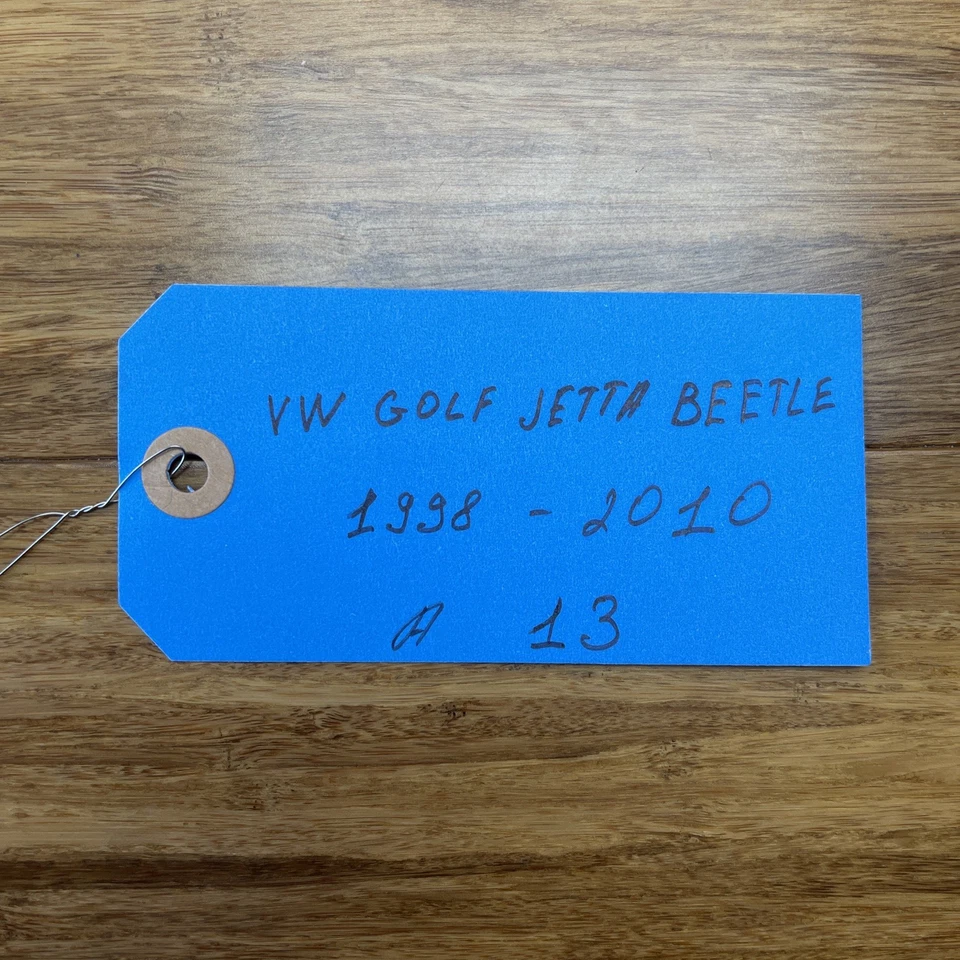 VW GOLF JETTA BEETLE
1998 - 2010
A 13